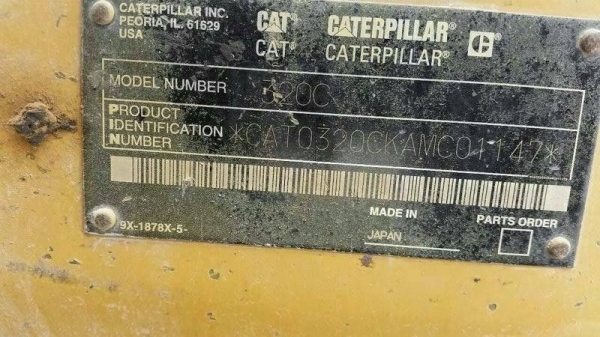 CATERPILLAR INC.
PEORIA, IL 61629
USA
CAT® CATERPILLAR®
CAT® CATERPILLAR®
MODEL NUMBER 320C
PRODUCT
IDENTIFICATION *CAT0320CKAMC01147*
NUMBER
MADE IN PARTS ORDER
JAPAN
9X-1878X-5-